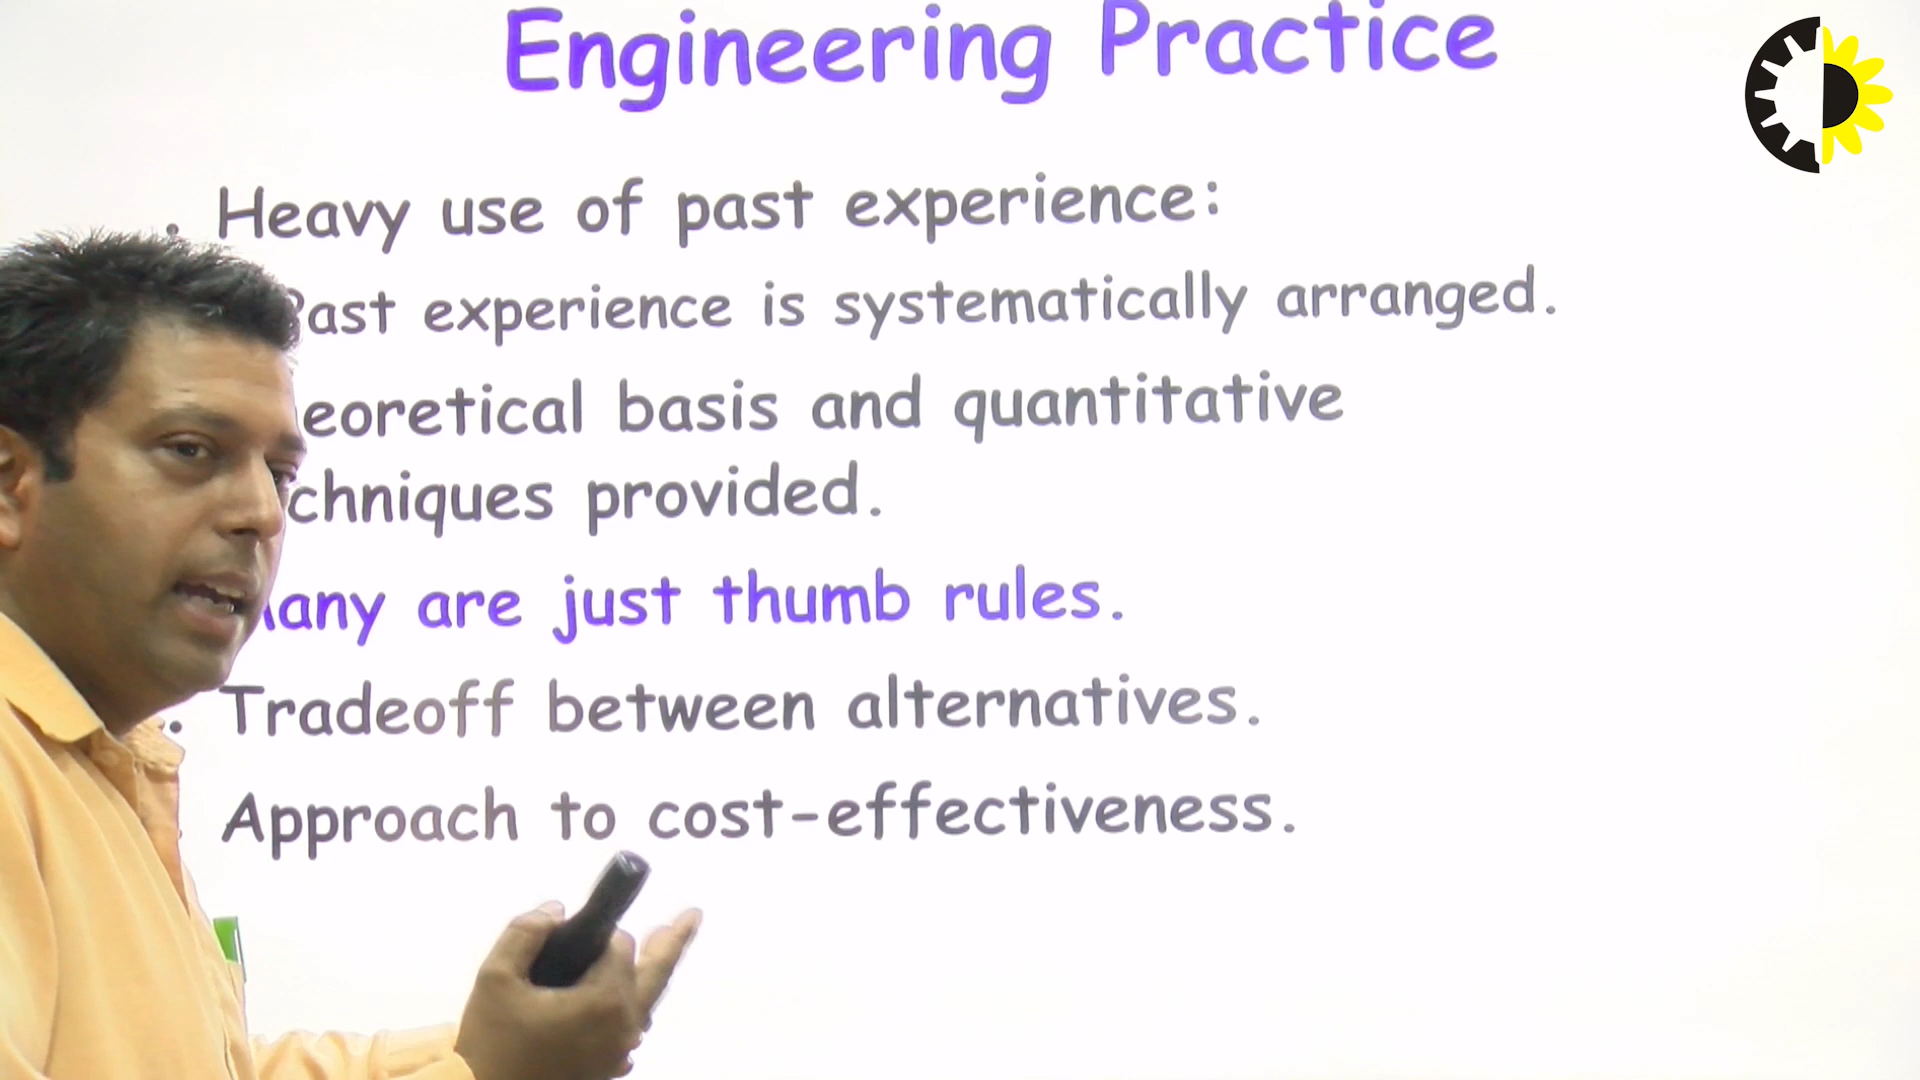 Engineering Practice
. Heavy use of past experience:
Past experience is systematically arranged.
eoretical basis and quantitative
chniques provided.
any are just thumb rules.
. Tradeoff between alternatives.
. Approach to cost-effectiveness.